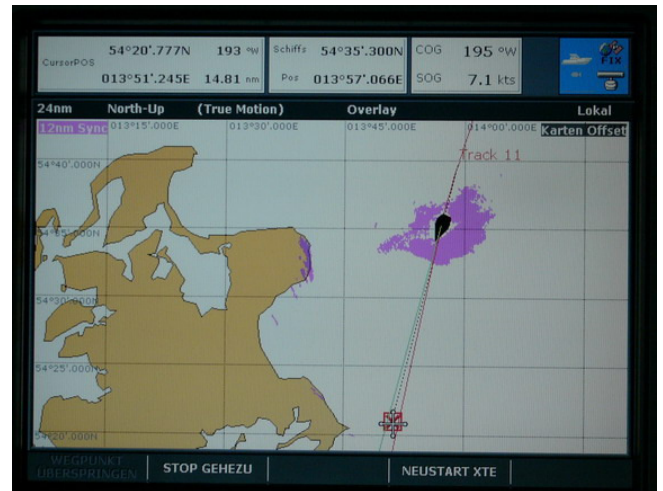 CursorPOS 54°20'.777N 193 °W
013°51'.245E 14.81 nm
Schiffs Pos 54°35'.300N
013°57'.066E
COG 195 °W
SOG 7.1 kts
FIX
24nm North-Up (True Motion) Overlay Lokal
12nm Sync 013°15'.000E 013°30'.000E 013°45'.000E 014°00'.000E Karten Offset
Track 11
54°40'.000N
54°35'.000N
54°30'.000N
54°25'.000N
54°20'.000N
WEGPUNKT ÜBERSPRINGEN STOP GEHEZU NEUSTART XTE